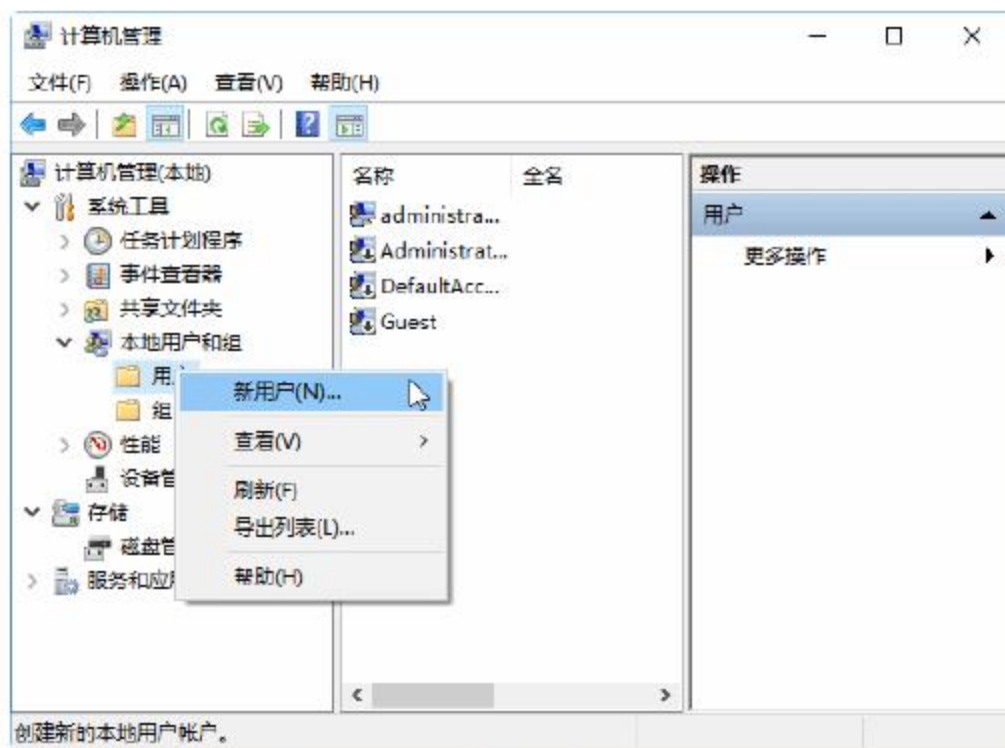 计算机管理
文件(F) 操作(A) 查看(V) 帮助(H)
计算机管理(本地)
系统工具
任务计划程序
事件查看器
共享文件夹
本地用户和组
用
组
性能
设备管
存储
磁盘管
服务和应用
名称 全名
administra...
Administrat...
DefaultAcc...
Guest
新用户(N)...
查看(V)
刷新(F)
导出列表(L)...
帮助(H)
操作
用户
更多操作
创建新的本地用户帐户。